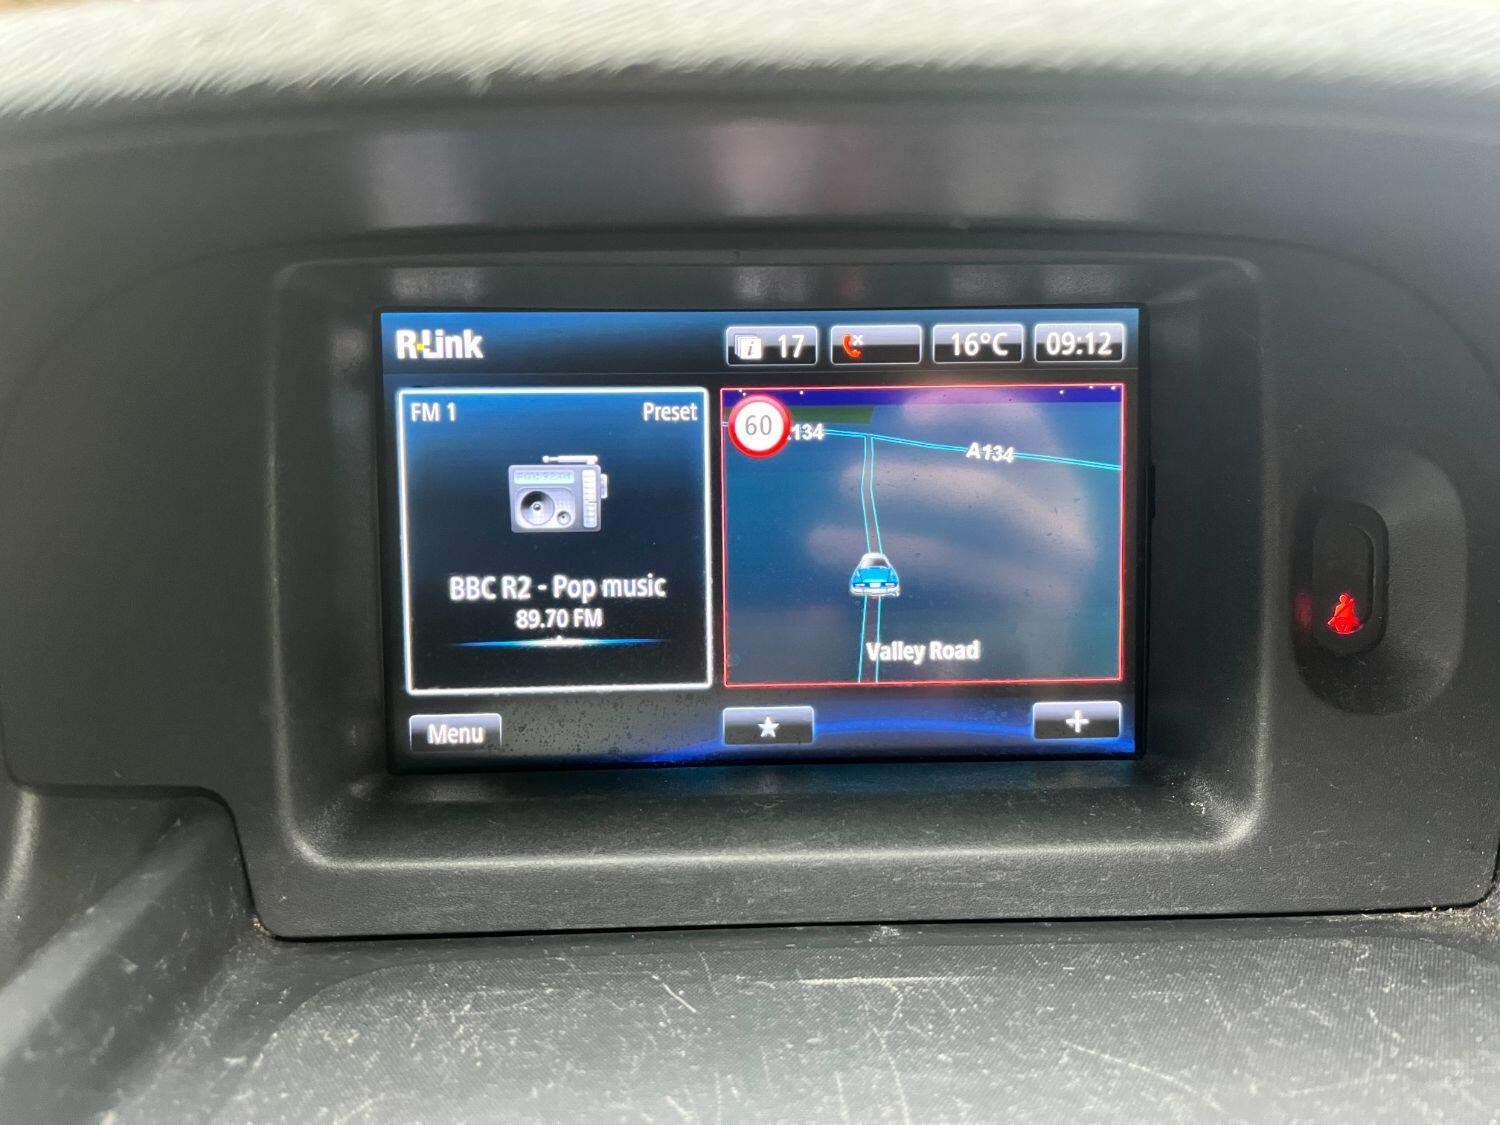 R-Link
17
16°C
09:12
FM 1
Preset
BBC R2 - Pop music
89.70 FM
60
134
A134
Valley Road
Menu